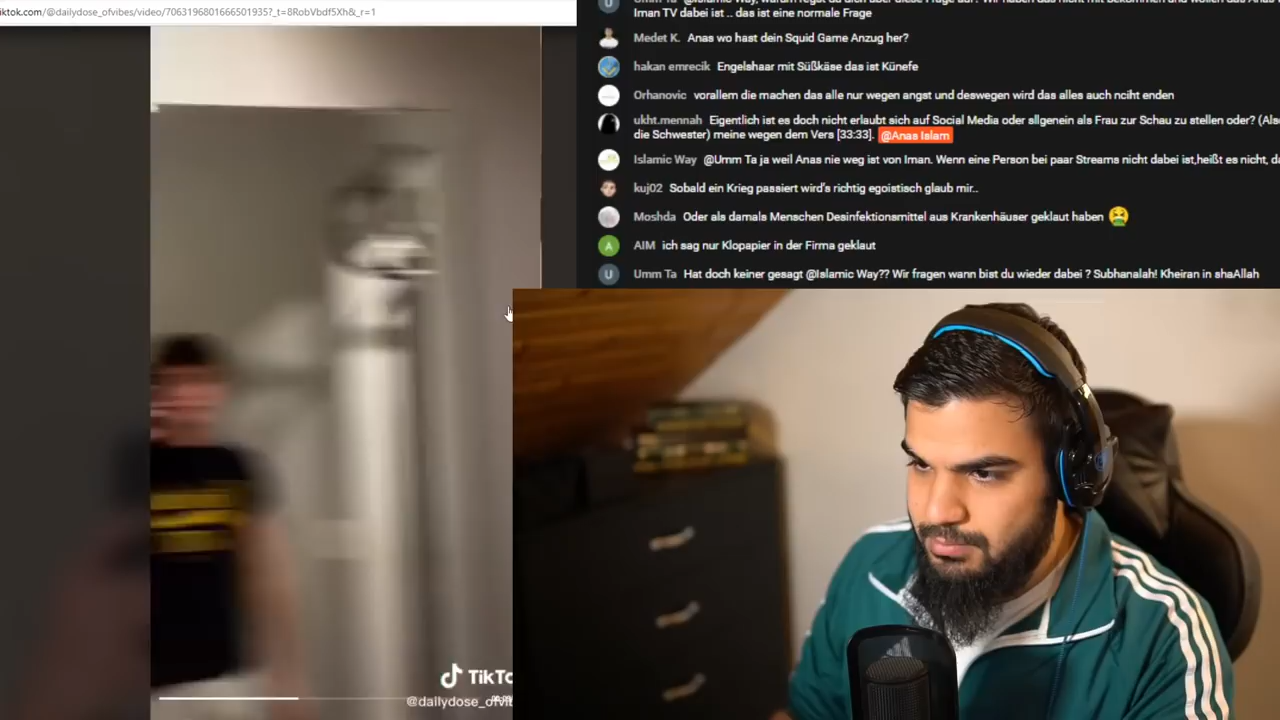 iktok.com/@dailydose_ofvibes/video/7063196801666501935?_t=8RobVbdf5Xh&_r=1
Iman TV dabei ist .. das ist eine normale Frage
Medet K. Anas wo hast dein Squid Game Anzug her?
hakan emrecik Engelshaar mit Süßkäse das ist Künefe
Orhanovic vorallem die machen das alle nur wegen angst und deswegen wird das alles auch nciht enden
ukht.mennah Eigentlich ist es doch nicht erlaubt sich auf Social Media oder sllgenein als Frau zur Schau zu stellen oder? (Als
die Schwester) meine wegen dem Vers [33:33]. @Anas Islam
Islamic Way @Umm Ta ja weil Anas nie weg ist von Iman. Wenn eine Person bei paar Streams nicht dabei ist,heißt es nicht, da
kuj02 Sobald ein Krieg passiert wird's richtig egoistisch glaub mir..
Moshda Oder als damals Menschen Desinfektionsmittel aus Krankenhäuser geklaut haben
A AIM ich sag nur Klopapier in der Firma geklaut
U Umm Ta Hat doch keiner gesagt @Islamic Way?? Wir fragen wann bist du wieder dabei ? Subhanalah! Kheiran in shaAllah
TikTo
@dailydose_ofvi